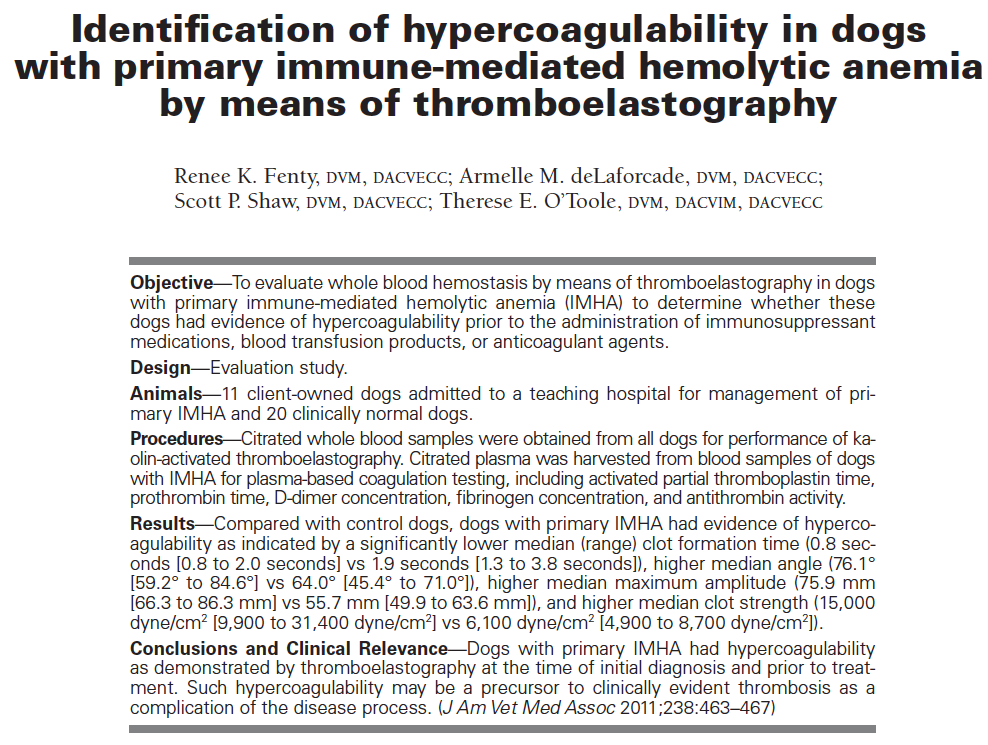 Identification of hypercoagulability in dogs
with primary immune-mediated hemolytic anemia
by means of thromboelastography
Renee K. Fenty, DVM, DACVECC; Armelle M. deLaforcade, DVM, DACVECC;
Scott P. Shaw, DVM, DACVECC; Therese E. O'Toole, DVM, DACVIM, DACVECC
Objective—To evaluate whole blood hemostasis by means of thromboelastography in dogs
with primary immune-mediated hemolytic anemia (IMHA) to determine whether these
dogs had evidence of hypercoagulability prior to the administration of immunosuppressant
medications, blood transfusion products, or anticoagulant agents.
Design—Evaluation study.
Animals—11 client-owned dogs admitted to a teaching hospital for management of pri-
mary IMHA and 20 clinically normal dogs.
Procedures—Citrated whole blood samples were obtained from all dogs for performance of ka-
olin-activated thromboelastography. Citrated plasma was harvested from blood samples of dogs
with IMHA for plasma-based coagulation testing, including activated partial thromboplastin time,
prothrombin time, D-dimer concentration, fibrinogen concentration, and antithrombin activity.
Results—Compared with control dogs, dogs with primary IMHA had evidence of hyperco-
agulability as indicated by a significantly lower median (range) clot formation time (0.8 sec-
onds [0.8 to 2.0 seconds] vs 1.9 seconds [1.3 to 3.8 seconds]), higher median angle (76.1°
[59.2° to 84.6°] vs 64.0° [45.4° to 71.0°]), higher median maximum amplitude (75.9 mm
[66.3 to 86.3 mm] vs 55.7 mm [49.9 to 63.6 mm]), and higher median clot strength (15,000
dyne/cm² [9,900 to 31,400 dyne/cm²] vs 6,100 dyne/cm² [4,900 to 8,700 dyne/cm²]).
Conclusions and Clinical Relevance—Dogs with primary IMHA had hypercoagulability
as demonstrated by thromboelastography at the time of initial diagnosis and prior to treat-
ment. Such hypercoagulability may be a precursor to clinically evident thrombosis as a
complication of the disease process. (J Am Vet Med Assoc 2011;238:463–467)